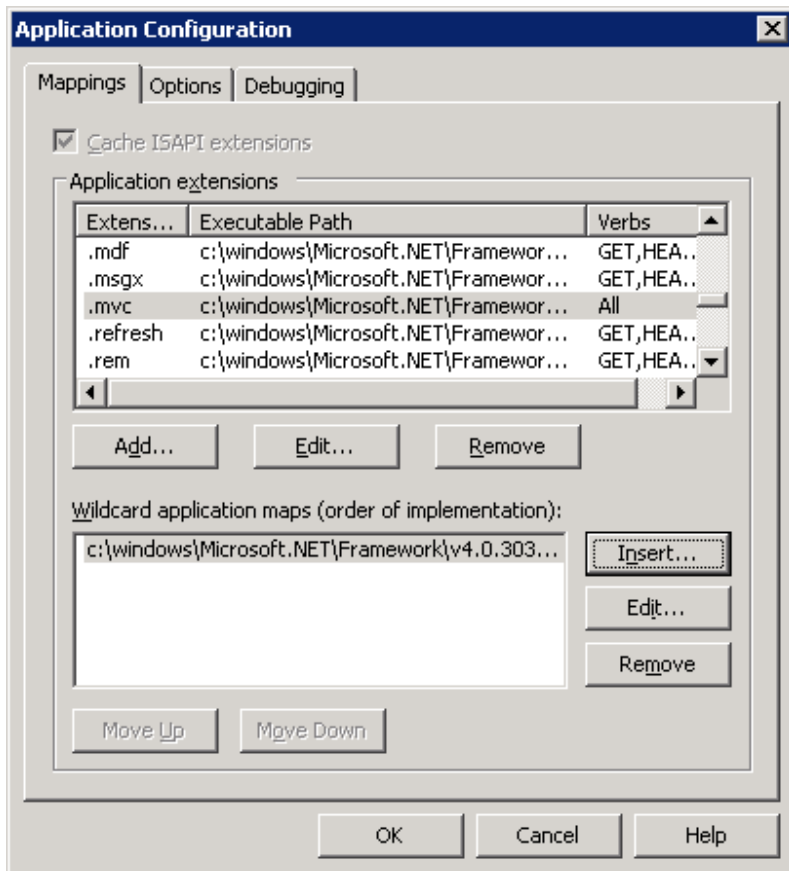 Application Configuration
Mappings Options Debugging
Cache ISAPI extensions
Application extensions
Extens... Executable Path Verbs
.mdf c:\windows\Microsoft.NET\Framewor... GET,HEA..
.msgx c:\windows\Microsoft.NET\Framewor... GET,HEA..
.mvc c:\windows\Microsoft.NET\Framewor... All
.refresh c:\windows\Microsoft.NET\Framewor... GET,HEA..
.rem c:\windows\Microsoft.NET\Framewor... GET,HEA..
Add... Edit... Remove
Wildcard application maps (order of implementation):
c:\windows\Microsoft.NET\Framework\v4.0.303...
Insert...
Edit...
Remove
Move Up Move Down
OK Cancel Help